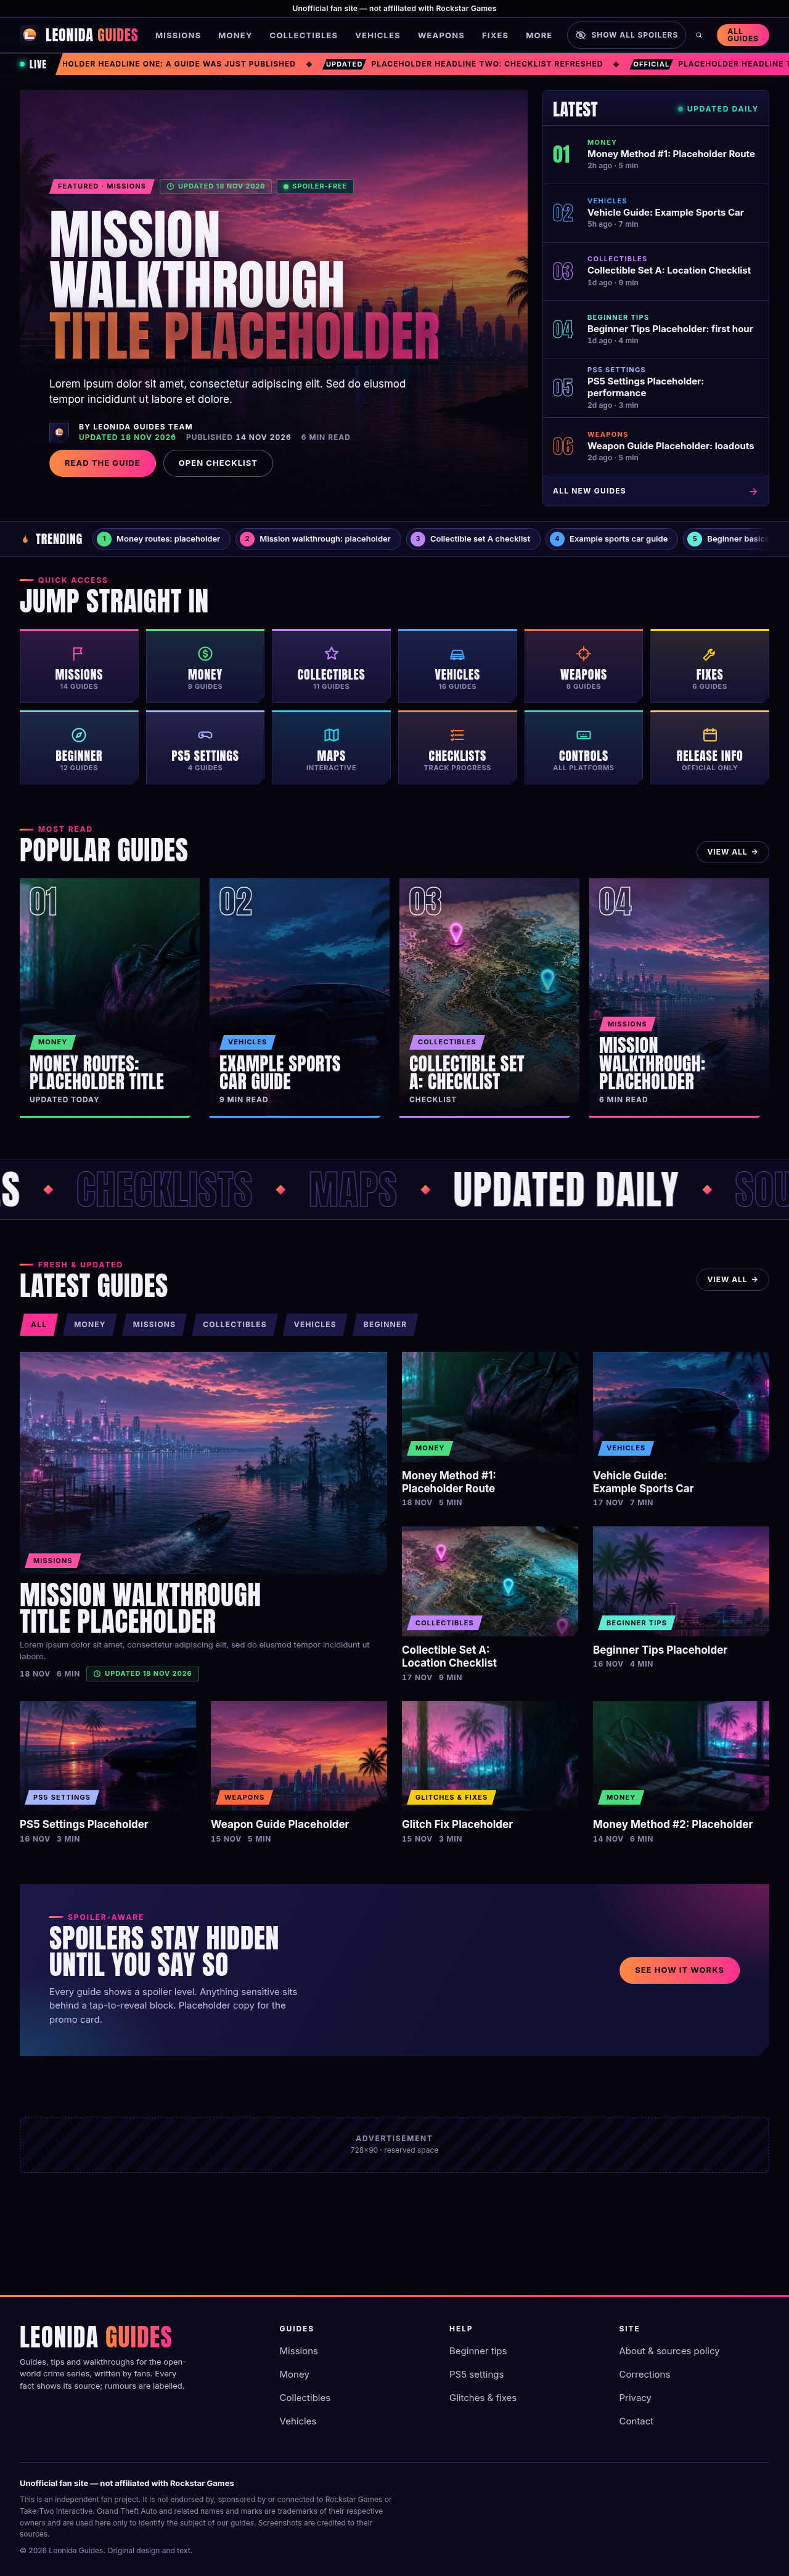 Unofficial fan site — not affiliated with Rockstar Games
LEONIDA GUIDES
MISSIONS
MONEY
COLLECTIBLES
VEHICLES
WEAPONS
FIXES
MORE
SHOW ALL SPOILERS
ALL GUIDES
LIVE
HOLDER HEADLINE ONE: A GUIDE WAS JUST PUBLISHED
UPDATED
PLACEHOLDER HEADLINE TWO: CHECKLIST REFRESHED
OFFICIAL
PLACEHOLDER HEADLINE
FEATURED · MISSIONS
UPDATED 18 NOV 2026
SPOILER-FREE
MISSION
WALKTHROUGH
TITLE PLACEHOLDER
Lorem ipsum dolor sit amet, consectetur adipiscing elit. Sed do eiusmod
tempor incididunt ut labore et dolore.
BY LEONIDA GUIDES TEAM
UPDATED 18 NOV 2026 PUBLISHED 14 NOV 2026 6 MIN READ
READ THE GUIDE
OPEN CHECKLIST
LATEST
UPDATED DAILY
01
MONEY
Money Method #1: Placeholder Route
2h ago · 5 min
02
VEHICLES
Vehicle Guide: Example Sports Car
5h ago · 7 min
03
COLLECTIBLES
Collectible Set A: Location Checklist
1d ago · 9 min
04
BEGINNER TIPS
Beginner Tips Placeholder: first hour
1d ago · 4 min
05
PS5 SETTINGS
PS5 Settings Placeholder:
performance
2d ago · 3 min
06
WEAPONS
Weapon Guide Placeholder: loadouts
2d ago · 5 min
ALL NEW GUIDES
TRENDING
1 Money routes: placeholder
2 Mission walkthrough: placeholder
3 Collectible set A checklist
4 Example sports car guide
5 Beginner basics
QUICK ACCESS
JUMP STRAIGHT IN
MISSIONS
14 GUIDES
MONEY
9 GUIDES
COLLECTIBLES
11 GUIDES
VEHICLES
16 GUIDES
WEAPONS
8 GUIDES
FIXES
6 GUIDES
BEGINNER
12 GUIDES
PS5 SETTINGS
4 GUIDES
MAPS
INTERACTIVE
CHECKLISTS
TRACK PROGRESS
CONTROLS
ALL PLATFORMS
RELEASE INFO
OFFICIAL ONLY
MOST READ
POPULAR GUIDES
VIEW ALL
01
MONEY
MONEY ROUTES:
PLACEHOLDER TITLE
UPDATED TODAY
02
VEHICLES
EXAMPLE SPORTS
CAR GUIDE
9 MIN READ
03
COLLECTIBLES
COLLECTIBLE SET
A: CHECKLIST
CHECKLIST
04
MISSIONS
MISSION
WALKTHROUGH:
PLACEHOLDER
6 MIN READ
S CHECKLISTS MAPS UPDATED DAILY SOU
FRESH & UPDATED
LATEST GUIDES
VIEW ALL
ALL
MONEY
MISSIONS
COLLECTIBLES
VEHICLES
BEGINNER
MISSIONS
MISSION WALKTHROUGH
TITLE PLACEHOLDER
Lorem ipsum dolor sit amet, consectetur adipiscing elit, sed do eiusmod tempor incididunt ut
labore.
18 NOV 6 MIN UPDATED 18 NOV 2026
MONEY
Money Method #1:
Placeholder Route
18 NOV 5 MIN
VEHICLES
Vehicle Guide:
Example Sports Car
17 NOV 7 MIN
COLLECTIBLES
Collectible Set A:
Location Checklist
17 NOV 9 MIN
BEGINNER TIPS
Beginner Tips Placeholder
16 NOV 4 MIN
PS5 SETTINGS
PS5 Settings Placeholder
16 NOV 3 MIN
WEAPONS
Weapon Guide Placeholder
15 NOV 5 MIN
GLITCHES & FIXES
Glitch Fix Placeholder
15 NOV 3 MIN
MONEY
Money Method #2: Placeholder
14 NOV 6 MIN
SPOILER-AWARE
SPOILERS STAY HIDDEN
UNTIL YOU SAY SO
Every guide shows a spoiler level. Anything sensitive sits
behind a tap-to-reveal block. Placeholder copy for the
promo card.
SEE HOW IT WORKS
ADVERTISEMENT
728×90 · reserved space
LEONIDA GUIDES
Guides, tips and walkthroughs for the open-
world crime series, written by fans. Every
fact shows its source; rumours are labelled.
GUIDES
Missions
Money
Collectibles
Vehicles
HELP
Beginner tips
PS5 settings
Glitches & fixes
SITE
About & sources policy
Corrections
Privacy
Contact
Unofficial fan site — not affiliated with Rockstar Games
This is an independent fan project. It is not endorsed by, sponsored by or connected to Rockstar Games or
Take-Two Interactive. Grand Theft Auto and related names and marks are trademarks of their respective
owners and are used here only to identify the subject of our guides. Screenshots are credited to their
sources.
© 2026 Leonida Guides. Original design and text.